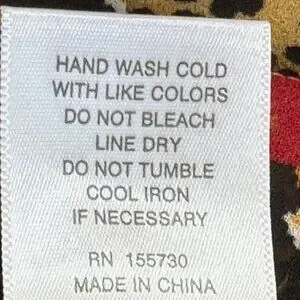 HAND WASH COLD
WITH LIKE COLORS
DO NOT BLEACH
LINE DRY
DO NOT TUMBLE
COOL IRON
IF NECESSARY
RN 155730
MADE IN CHINA